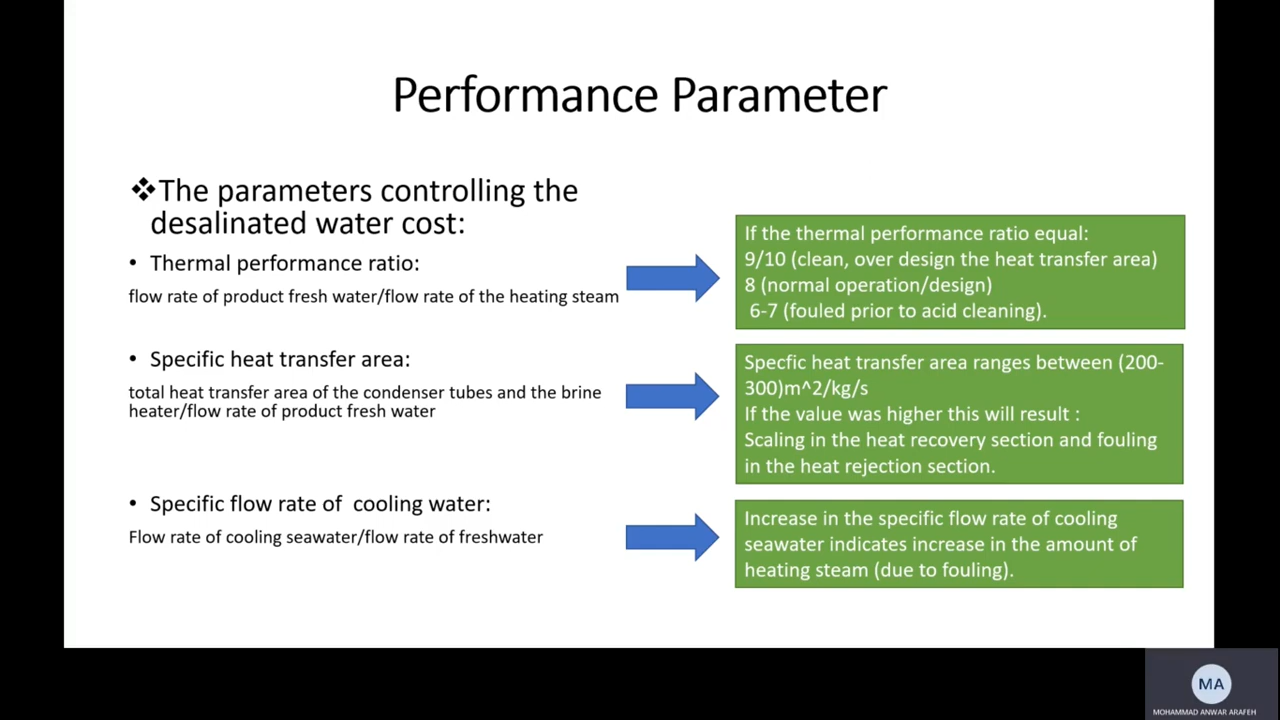 Performance Parameter
❖The parameters controlling the
desalinated water cost:
• Thermal performance ratio:
flow rate of product fresh water/flow rate of the heating steam
If the thermal performance ratio equal:
9/10 (clean, over design the heat transfer area)
8 (normal operation/design)
6-7 (fouled prior to acid cleaning).
• Specific heat transfer area:
total heat transfer area of the condenser tubes and the brine
heater/flow rate of product fresh water
Specfic heat transfer area ranges between (200-
300)m^2/kg/s
If the value was higher this will result :
Scaling in the heat recovery section and fouling
in the heat rejection section.
• Specific flow rate of  cooling water:
Flow rate of cooling seawater/flow rate of freshwater
Increase in the specific flow rate of cooling
seawater indicates increase in the amount of
heating steam (due to fouling).
MA
MOHAMMAD ANWAR ARAFEH